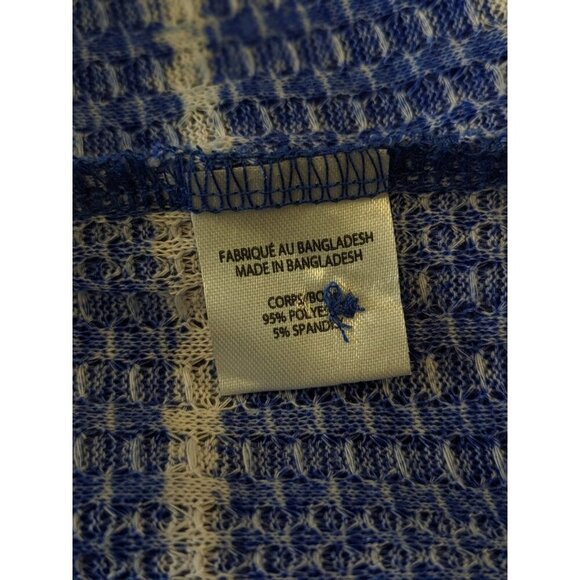 FABRIQUÉ AU BANGLADESH
MADE IN BANGLADESH
CORPS/BO
95% POLYES
5% SPAND